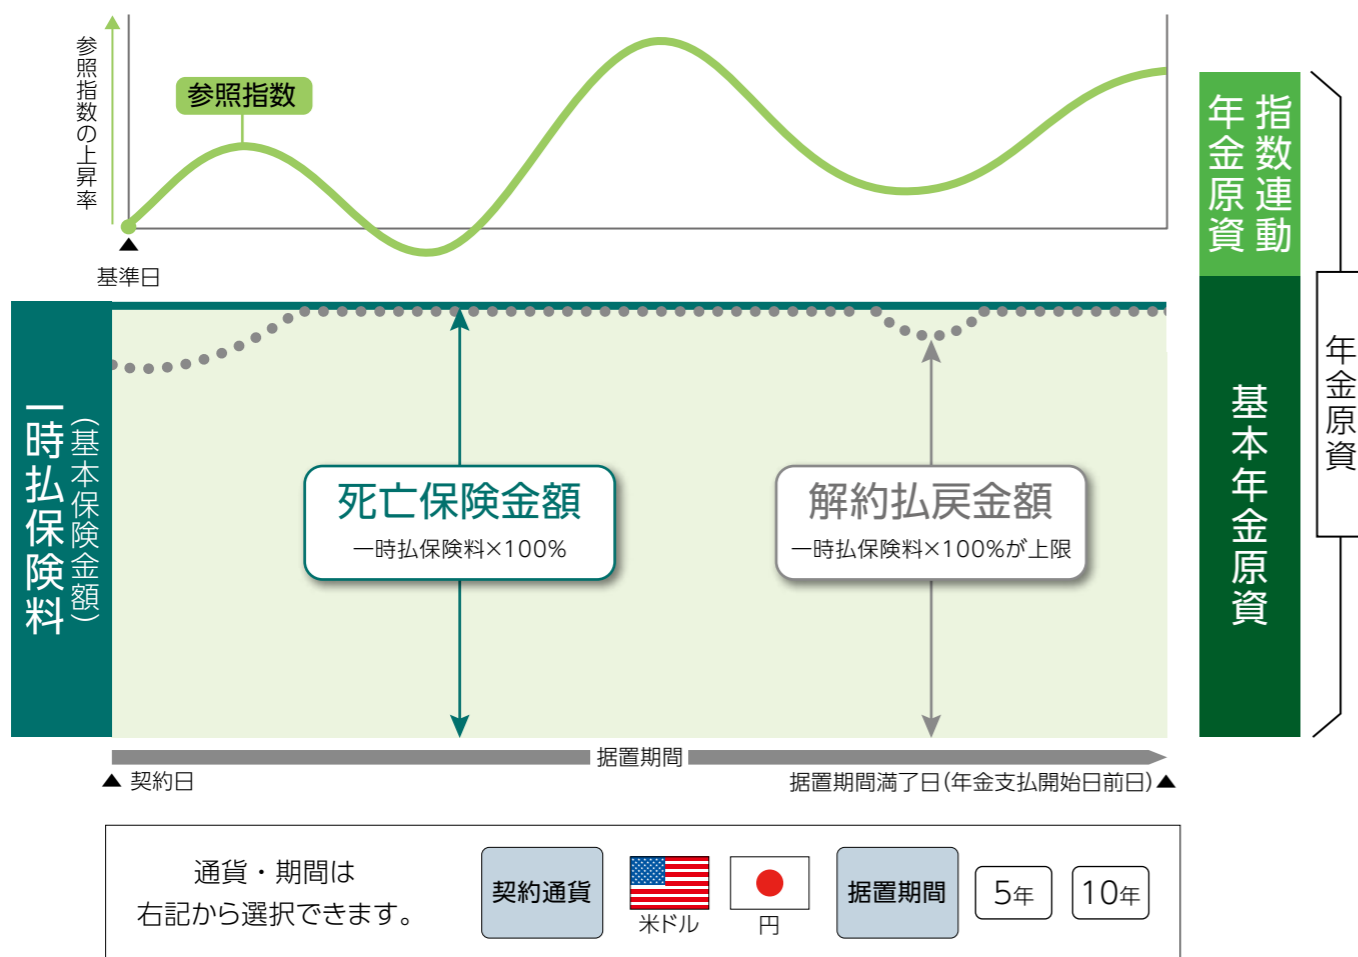 参照指数の上昇率
参照指数
▲
基準日
指数連動
年金原資
基本年金原資
年金原資
一時払保険料
(基本保険金額)
死亡保険金額
一時払保険料×100%
解約払戻金額
一時払保険料×100%が上限
据置期間
▲ 契約日
据置期間満了日(年金支払開始日前日)▲
通貨・期間は
右記から選択できます。
契約通貨
米ドル
円
据置期間
5年
10年